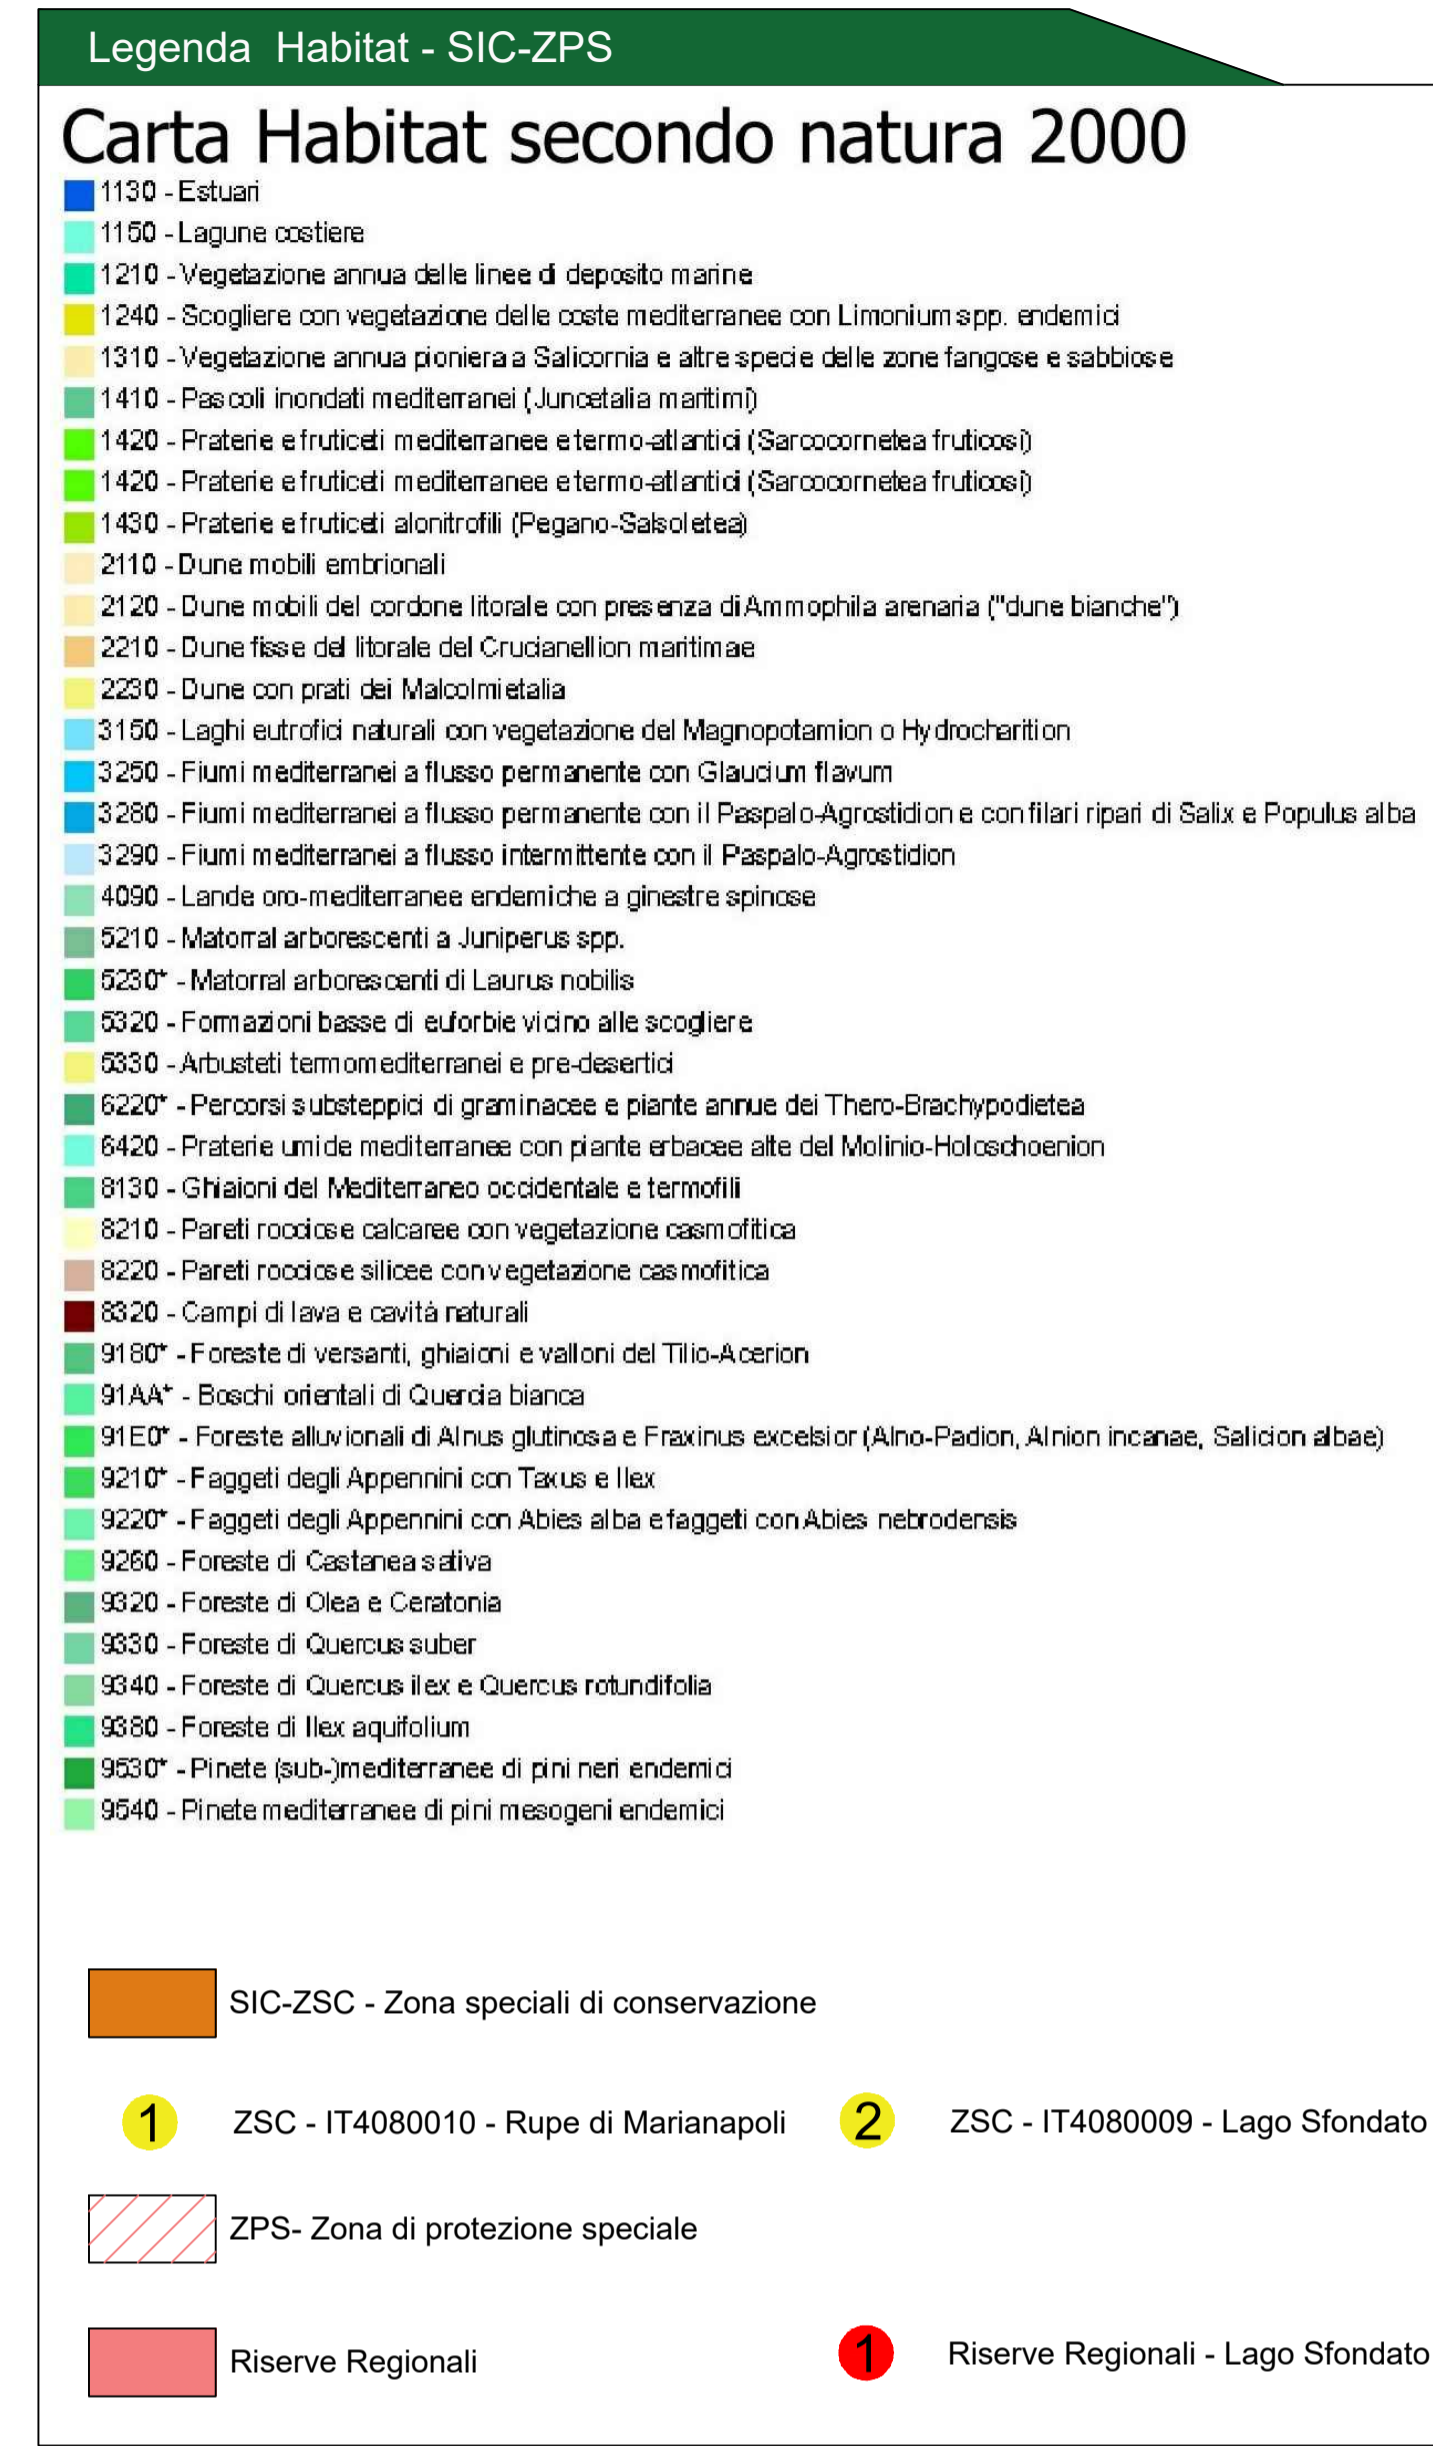 Legenda Habitat - SIC-ZPS
Carta Habitat secondo natura 2000
1130 - Estuari
1150 - Lagune costiere
1210 - Vegetazione annua delle linee di deposito marine
1240 - Scogliere con vegetazione delle coste mediterranee con Limonium spp. endemici
1310 - Vegetazione annua pioniera a Salicornia e altre specie delle zone fangose e sabbiose
1410 - Pascoli inondati mediterranei (Juncetalia maritimi)
1420 - Praterie e fruticeti mediterranee e termo-atlantici (Sarcocornetea fruticosi)
1420 - Praterie e fruticeti mediterranee e termo-atlantici (Sarcocornetea fruticosi)
1430 - Praterie e fruticeti alonitrofili (Pegano-Salsoletea)
2110 - Dune mobili embrionali
2120 - Dune mobili del cordone litorale con presenza di Ammophila arenaria ("dune bianche")
2210 - Dune fisse del litorale del Crucianellion maritimae
2230 - Dune con prati dei Malcolmietalia
3150 - Laghi eutrofici naturali con vegetazione del Magnopotamion o Hydrocharition
3250 - Fiumi mediterranei a flusso permanente con Glaucium flavum
3280 - Fiumi mediterranei a flusso permanente con il Paspalo-Agrostidion e con filari ripari di Salix e Populus alba
3290 - Fiumi mediterranei a flusso intermittente con il Paspalo-Agrostidion
4090 - Lande oro-mediterranee endemiche a ginestre spinose
5210 - Matorral arborescenti a Juniperus spp.
5230* - Matorral arborescenti di Laurus nobilis
5320 - Formazioni basse di euforbie vicino alle scogliere
5330 - Arbusteti termomediterranei e pre-desertici
6220* - Percorsi substeppici di graminacee e piante annue dei Thero-Brachypodietea
6420 - Praterie umide mediterranee con piante erbacee alte del Molinio-Holoschoenion
8130 - Ghiaioni del Mediterraneo occidentale e termofili
8210 - Pareti rocciose calcaree con vegetazione casmofitica
8220 - Pareti rocciose silicee con vegetazione casmofitica
8320 - Campi di lava e cavità naturali
9180* - Foreste di versanti, ghiaioni e valloni del Tilio-Acerion
91AA* - Boschi orientali di Quercia bianca
91E0* - Foreste alluvionali di Alnus glutinosa e Fraxinus excelsior (Alno-Padion, Alnion incanae, Salicion albae)
9210* - Faggeti degli Appennini con Taxus e Ilex
9220* - Faggeti degli Appennini con Abies alba e faggeti con Abies nebrodensis
9260 - Foreste di Castanea sativa
9320 - Foreste di Olea e Ceratonia
9330 - Foreste di Quercus suber
9340 - Foreste di Quercus ilex e Quercus rotundifolia
9380 - Foreste di Ilex aquifolium
9530* - Pinete (sub-)mediterranee di pini neri endemici
9540 - Pinete mediterranee di pini mesogeni endemici
SIC-ZSC - Zona speciali di conservazione
1 ZSC - IT4080010 - Rupe di Marianapoli 2 ZSC - IT4080009 - Lago Sfondato
ZPS- Zona di protezione speciale
Riserve Regionali 1 Riserve Regionali - Lago Sfondato